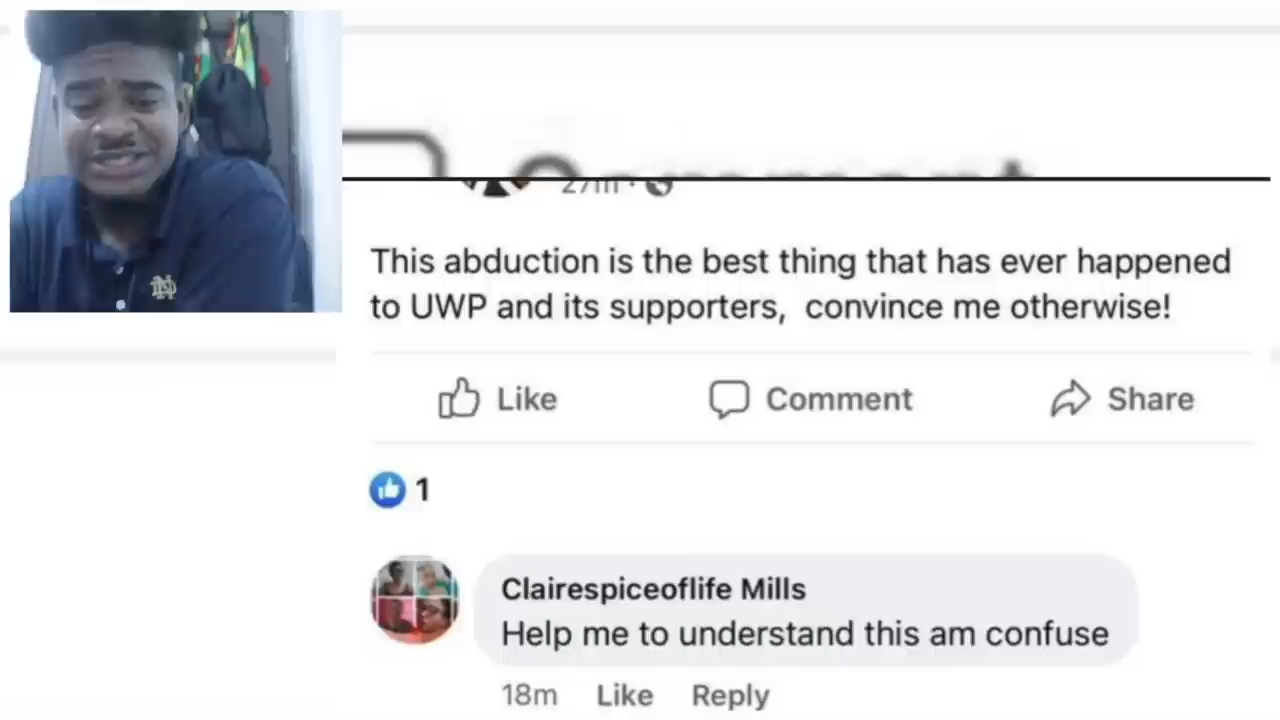 27m
This abduction is the best thing that has ever happened
to UWP and its supporters, convince me otherwise!
Like
Comment
Share
1
Clairespiceoflife Mills
Help me to understand this am confuse
18m
Like
Reply